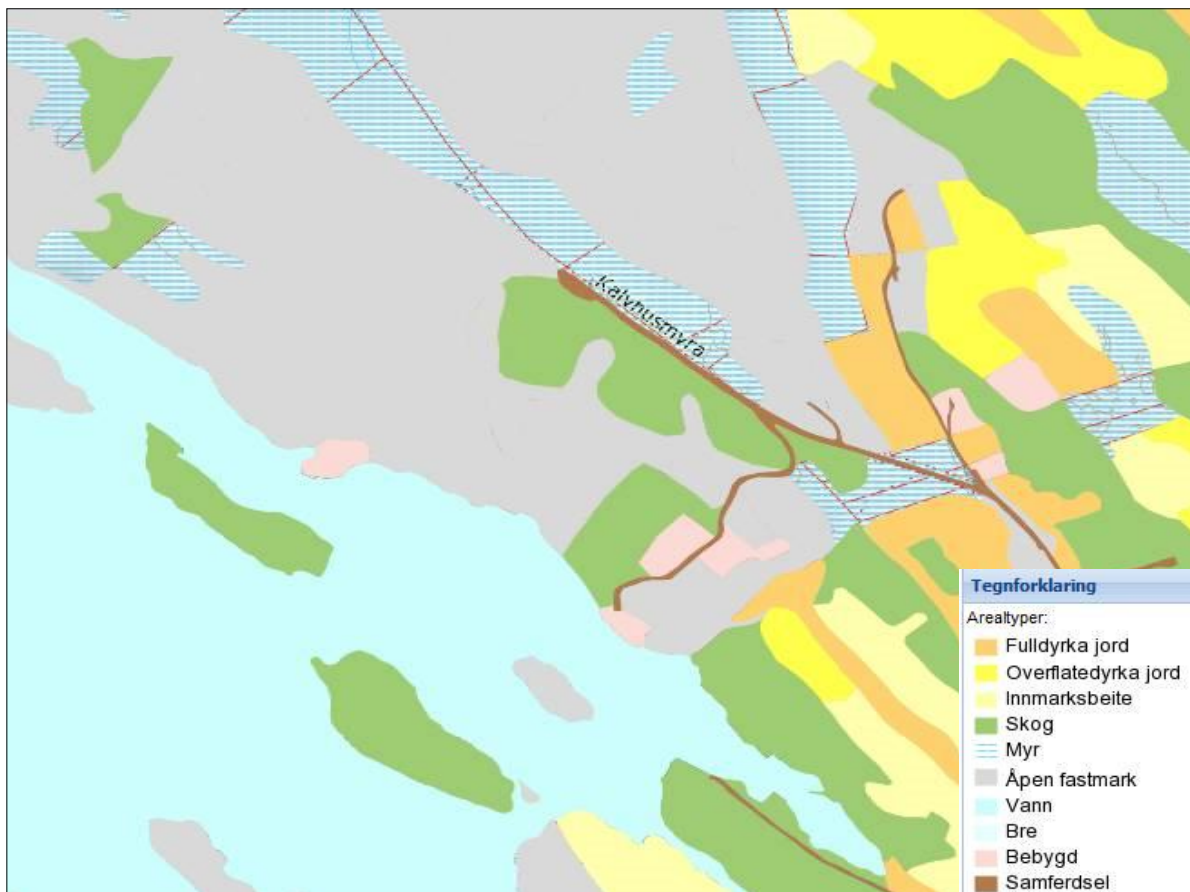 Kalvhusmyra
Tegnforklaring
Arealtyper:
Fulldyrka jord
Overflatedyrka jord
Innmarksbeite
Skog
Myr
Åpen fastmark
Vann
Bre
Bebygd
Samferdsel